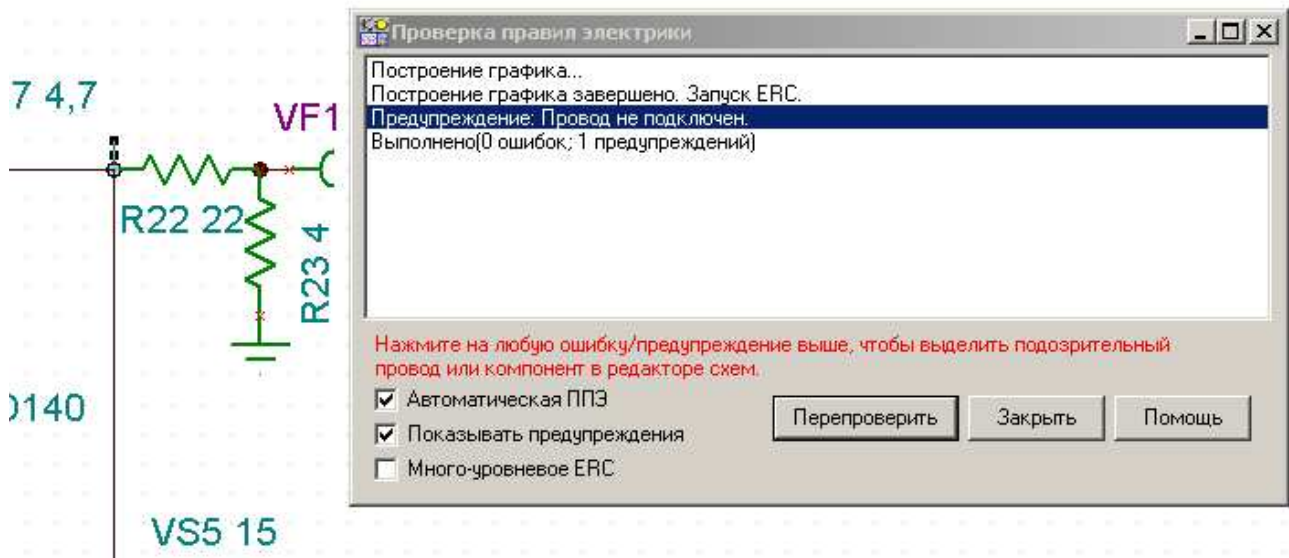 Проверка правил электрики
Построение графика...
Построение графика завершено. Запуск ERC.
Предупреждение: Провод не подключен.
Выполнено(0 ошибок; 1 предупреждений)
7 4,7
VF1
R22 22
R23 4
Нажмите на любую ошибку/предупреждение выше, чтобы выделить подозрительный
провод или компонент в редакторе схем.
Автоматическая ППЭ
Показывать предупреждения
Много-уровневое ERC
Перепроверить
Закрыть
Помощь
140
VS5 15